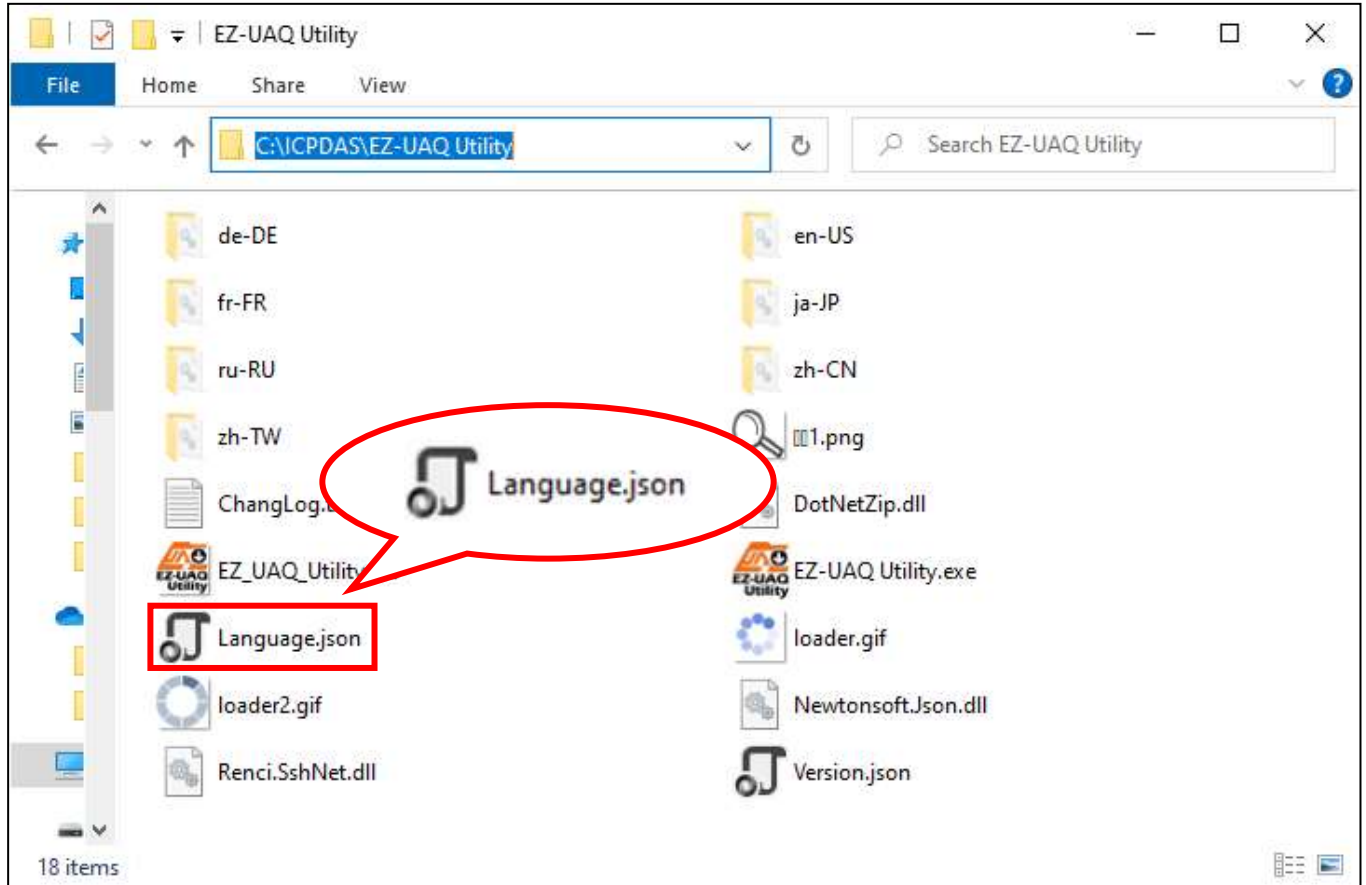 EZ-UAQ Utility
File Home Share View
C:\ICPDAS\EZ-UAQ Utility Search EZ-UAQ Utility
de-DE en-US
fr-FR ja-JP
ru-RU zh-CN
zh-TW 1.png
Language.json
ChangLog. DotNetZip.dll
EZ_UAQ_Utility EZ-UAQ Utility.exe
Language.json loader.gif
loader2.gif Newtonsoft.Json.dll
Renci.SshNet.dll Version.json
18 items